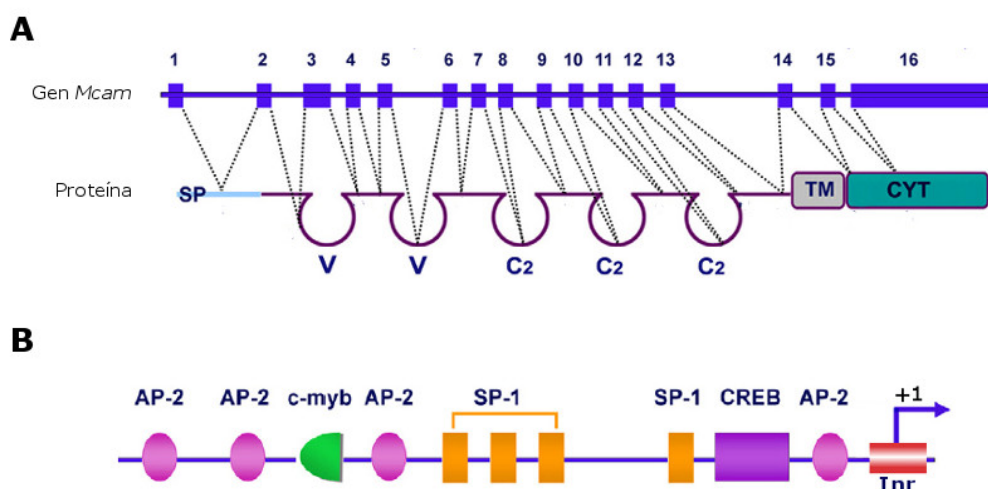 A
1 2 3 4 5 6 7 8 9 10 11 12 13 14 15 16
Gen Mcam
Proteína
SP TM CYT
V V C2 C2 C2
B
AP-2 AP-2 c-myb AP-2 SP-1 SP-1 CREB AP-2 +1
Inr